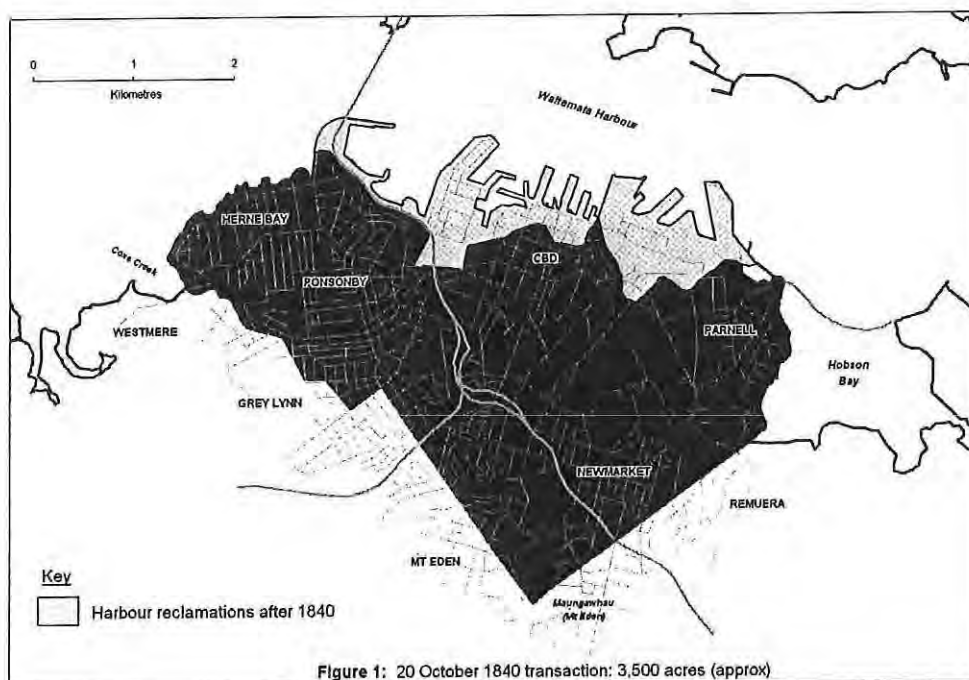 0 1 2
Kilometres
Waitemata Harbour
HERNE BAY
CBD
Coxs Creek
PONSONBY
WESTMERE
PARNELL
Hobson
Bay
GREY LYNN
NEWMARKET
REMUERA
MT EDEN
Key
Maungawhau
(Mt Eden)
Harbour reclamations after 1840
Figure 1: 20 October 1840 transaction: 3,500 acres (approx)